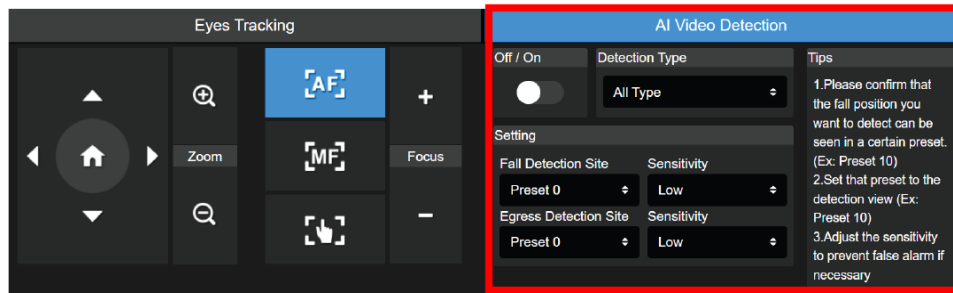 Eyes Tracking
[AF]
[MF]
Zoom
Focus
AI Video Detection
Off / On
Detection Type
All Type
Setting
Fall Detection Site
Sensitivity
Preset 0
Low
Egress Detection Site
Sensitivity
Preset 0
Low
Tips
1.Please confirm that
the fall position you
want to detect can be
seen in a certain preset.
(Ex: Preset 10)
2.Set that preset to the
detection view (Ex:
Preset 10)
3.Adjust the sensitivity
to prevent false alarm if
necessary